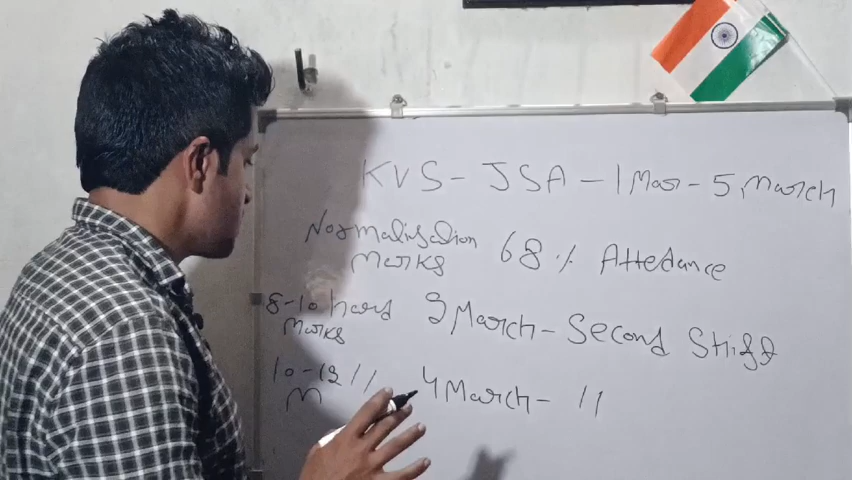 KVS - JSA - 1 Mar - 5, march
Normalisation 68 % Attedance
marks
8-10 hard 3 March - Second Shift
marks
10-12 // 4 March - //
m